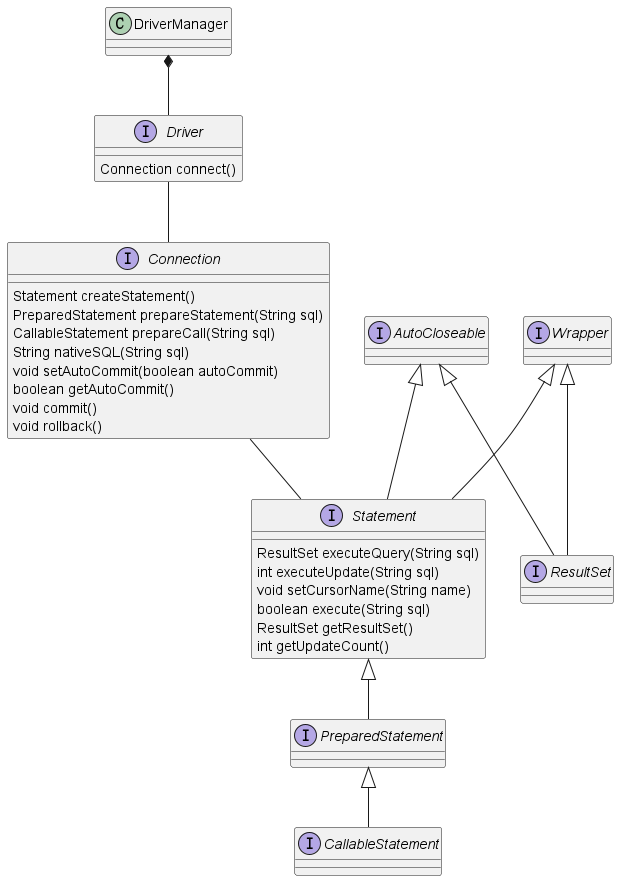 C DriverManager
I Driver
Connection connect()
I Connection
Statement createStatement()
PreparedStatement prepareStatement(String sql)
CallableStatement prepareCall(String sql)
String nativeSQL(String sql)
void setAutoCommit(boolean autoCommit)
boolean getAutoCommit()
void commit()
void rollback()
I AutoCloseable
I Wrapper
I Statement
ResultSet executeQuery(String sql)
int executeUpdate(String sql)
void setCursorName(String name)
boolean execute(String sql)
ResultSet getResultSet()
int getUpdateCount()
I ResultSet
I PreparedStatement
I CallableStatement